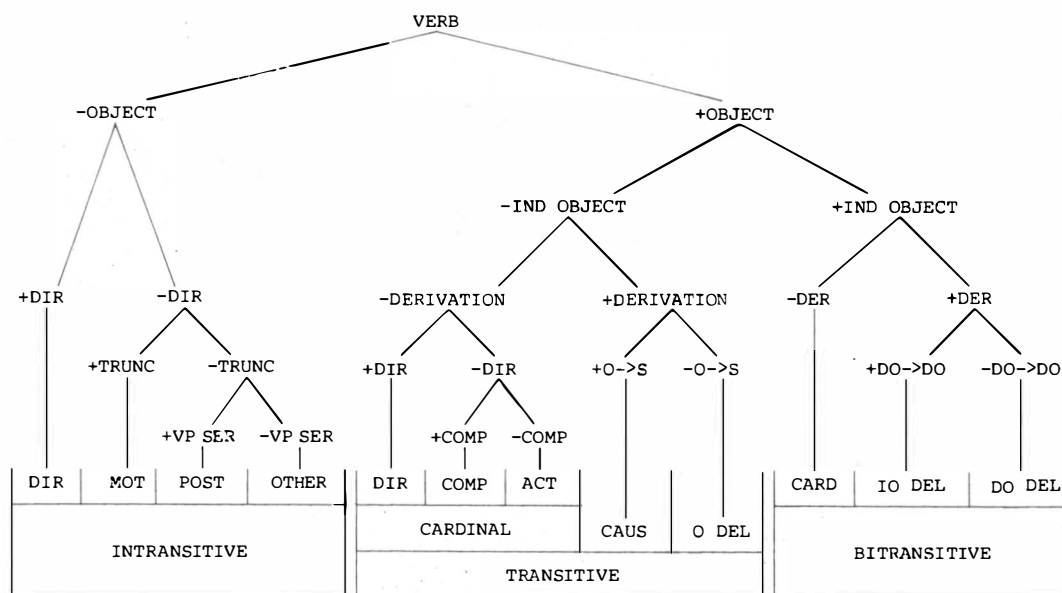 VERB
-OBJECT +OBJECT
-IND OBJECT +IND OBJECT
+DIR -DIR -DERIVATION +DERIVATION -DER +DER
+TRUNC -TRUNC +DIR -DIR +O->S -O->S +DO->DO -DO->DO
+VP SER -VP SER +COMP -COMP
DIR MOT POST OTHER DIR COMP ACT CARD IO DEL DO DEL
CARDINAL CAUS O DEL
INTRANSITIVE BITRANSITIVE
TRANSITIVE